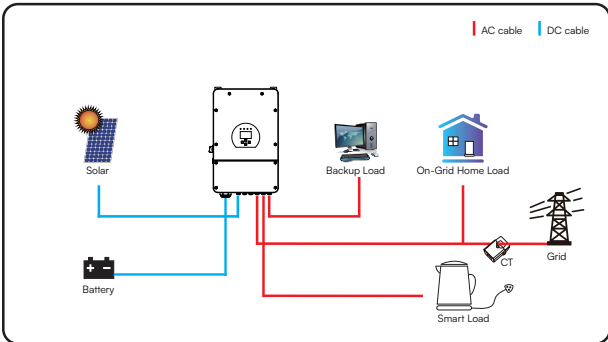 AC cable
DC cable
Solar
Backup Load
On-Grid Home Load
CT
Grid
Battery
Smart Load